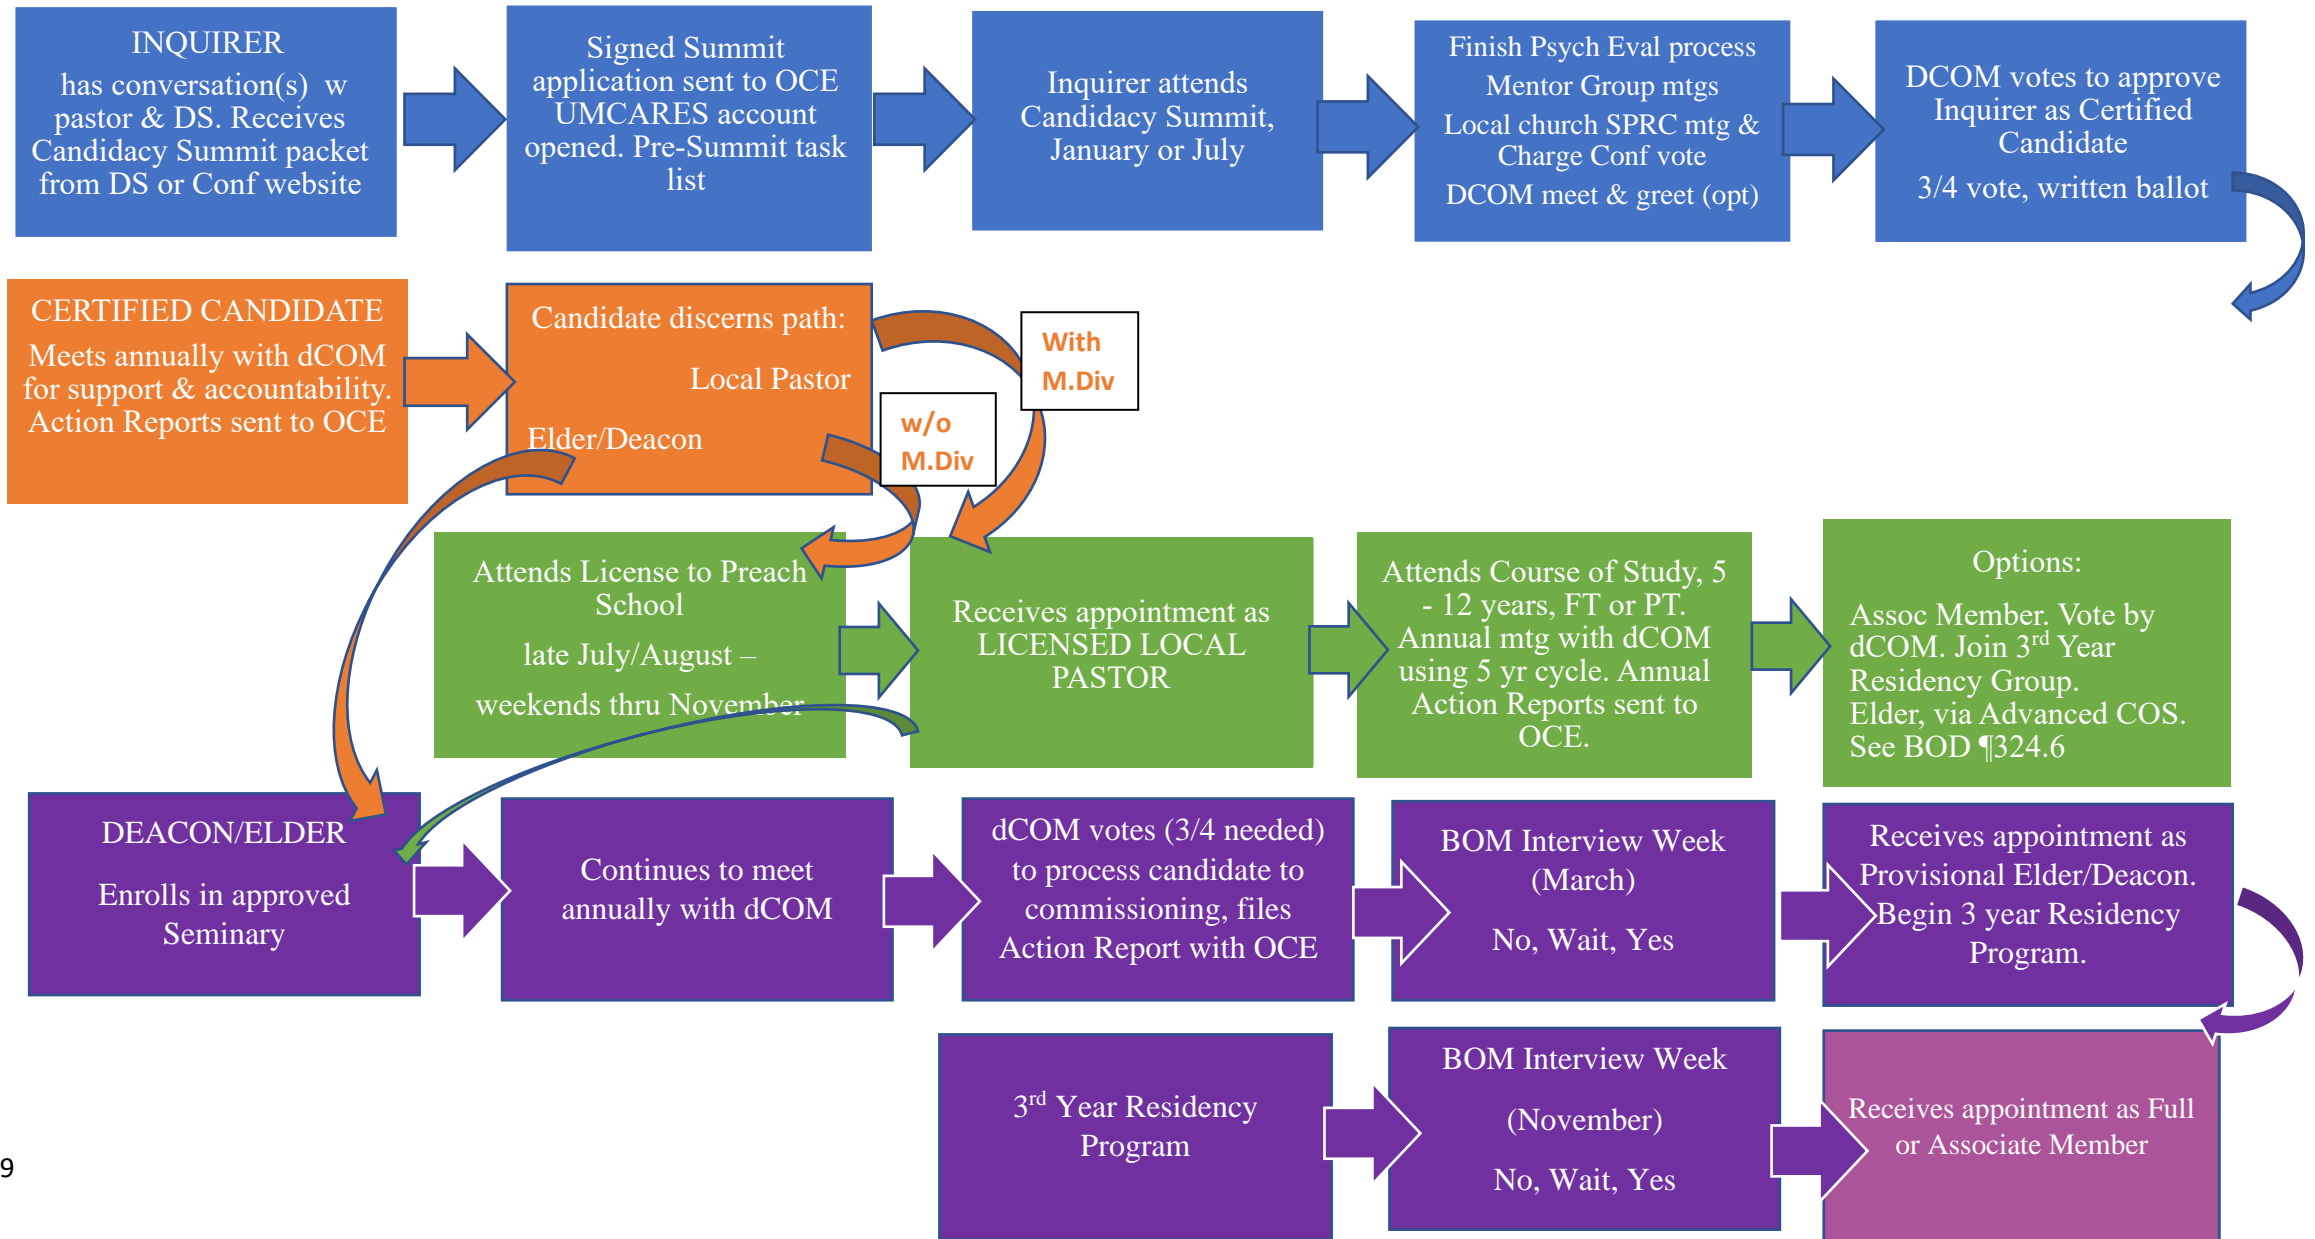 INQUIRER
has conversation(s) w
pastor & DS. Receives
Candidacy Summit packet
from DS or Conf website
Signed Summit
application sent to OCE
UMCARES account
opened. Pre-Summit task
list
Inquirer attends
Candidacy Summit,
January or July
Finish Psych Eval process
Mentor Group mtgs
Local church SPRC mtg &
Charge Conf vote
DCOM meet & greet (opt)
DCOM votes to approve
Inquirer as Certified
Candidate
3/4 vote, written ballot
CERTIFIED CANDIDATE
Meets annually with dCOM
for support & accountability.
Action Reports sent to OCE
Candidate discerns path:
Local Pastor
Elder/Deacon
With
M.Div
w/o
M.Div
Attends License to Preach
School
late July/August –
weekends thru November
Receives appointment as
LICENSED LOCAL
PASTOR
Attends Course of Study, 5
- 12 years, FT or PT.
Annual mtg with dCOM
using 5 yr cycle. Annual
Action Reports sent to
OCE.
Options:
Assoc Member. Vote by
dCOM. Join 3rd Year
Residency Group.
Elder, via Advanced COS.
See BOD ¶324.6
DEACON/ELDER
Enrolls in approved
Seminary
Continues to meet
annually with dCOM
dCOM votes (3/4 needed)
to process candidate to
commissioning, files
Action Report with OCE
BOM Interview Week
(March)
No, Wait, Yes
Receives appointment as
Provisional Elder/Deacon.
Begin 3 year Residency
Program.
3rd Year Residency
Program
BOM Interview Week
(November)
No, Wait, Yes
Receives appointment as Full
or Associate Member
9